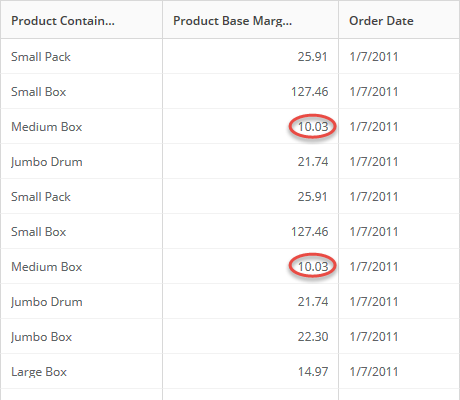 Product Contain... Product Base Marg... Order Date
Small Pack 25.91 1/7/2011
Small Box 127.46 1/7/2011
Medium Box 10.03 1/7/2011
Jumbo Drum 21.74 1/7/2011
Small Pack 25.91 1/7/2011
Small Box 127.46 1/7/2011
Medium Box 10.03 1/7/2011
Jumbo Drum 21.74 1/7/2011
Jumbo Box 22.30 1/7/2011
Large Box 14.97 1/7/2011